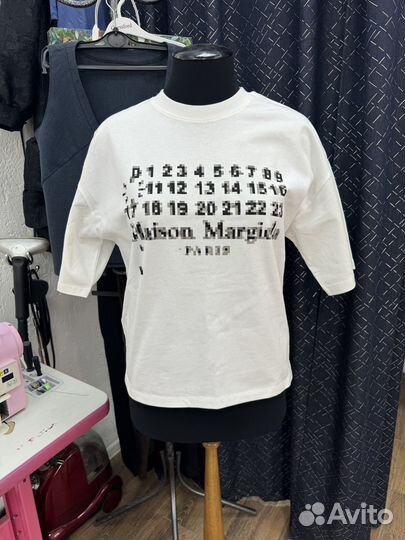 0 1 2 3 4 5 6 7 8 9
11 12 13 14 15 16
17 18 19 20 21 22 23
Maison Margiela
PARIS
Avito